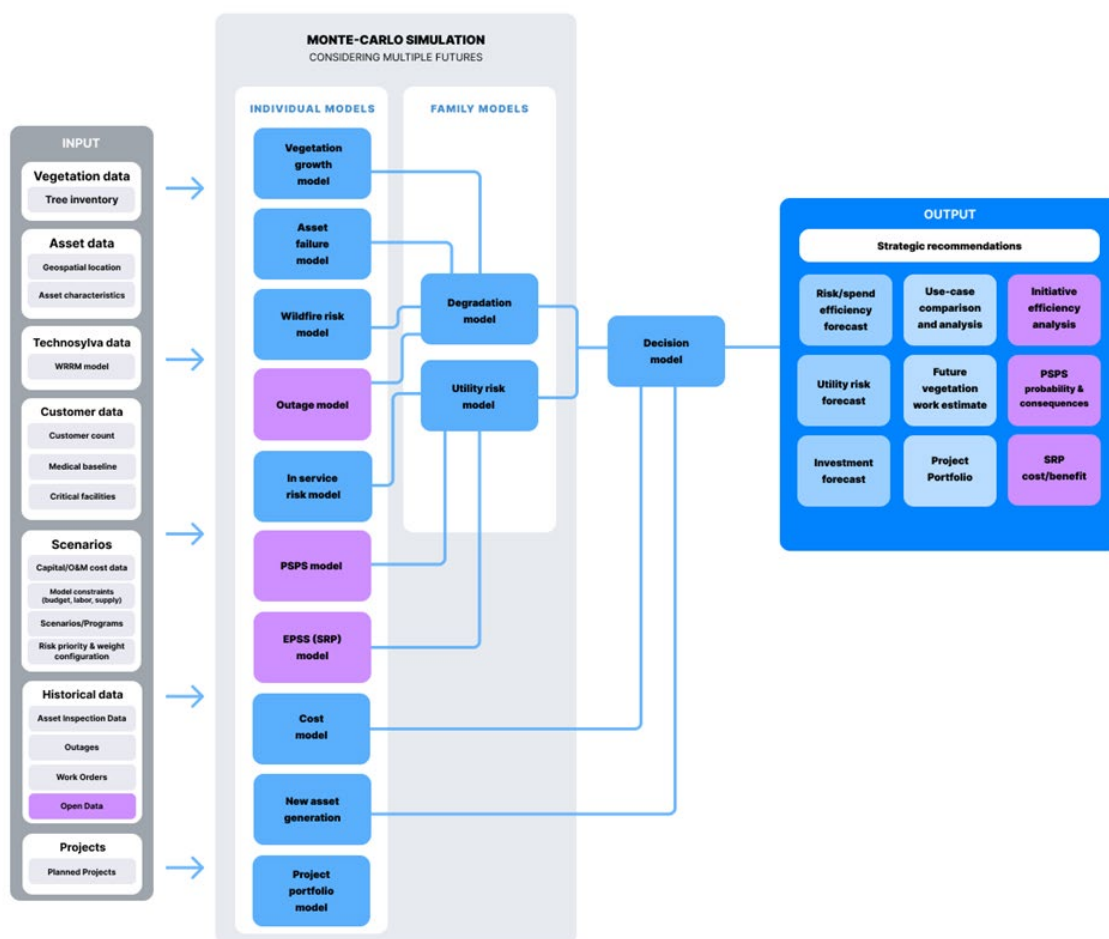 MONTE-CARLO SIMULATION
CONSIDERING MULTIPLE FUTURES
INPUT
Vegetation data
Tree inventory
Asset data
Geospatial location
Asset characteristics
Technosylva data
WRRM model
Customer data
Customer count
Medical baseline
Critical facilities
Scenarios
Capital/O&M cost data
Model constraints
(budget, labor, supply)
Scenarios/Programs
Risk priority & weight
configuration
Historical data
Asset Inspection Data
Outages
Work Orders
Open Data
Projects
Planned Projects
INDIVIDUAL MODELS
Vegetation
growth
model
Asset
failure
model
Wildfire risk
model
Outage model
In service
risk model
PSPS model
EPSS (SRP)
model
Cost
model
New asset
generation
Project
portfolio
model
FAMILY MODELS
Degradation
model
Utility risk
model
Decision
model
OUTPUT
Strategic recommendations
Risk/spend
efficiency
forecast
Use-case
comparison
and analysis
Initiative
efficiency
analysis
Utility risk
forecast
Future
vegetation
work estimate
PSPS
probability &
consequences
Investment
forecast
Project
Portfolio
SRP
cost/benefit